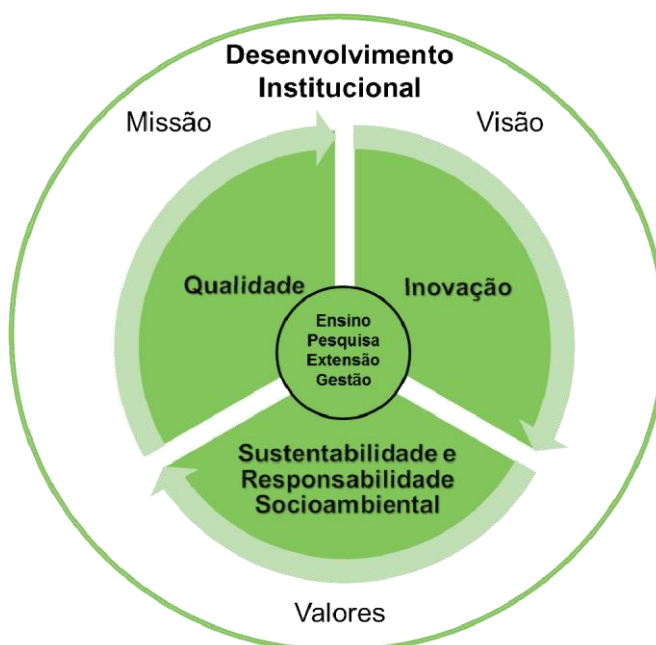 Desenvolvimento
Institucional
Missão
Visão
Qualidade
Inovação
Ensino
Pesquisa
Extensão
Gestão
Sustentabilidade e
Responsabilidade
Socioambiental
Valores